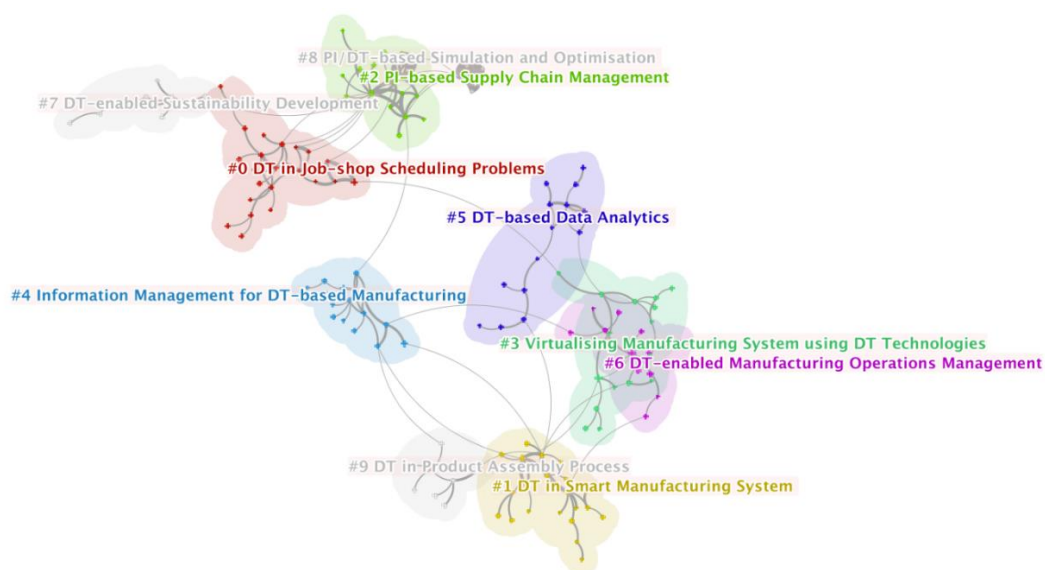 #8 PI/DT-based Simulation and Optimisation
#2 PI-based Supply Chain Management
#7 DT-enabled Sustainability Development
#0 DT in Job-shop Scheduling Problems
#5 DT-based Data Analytics
#4 Information Management for DT-based Manufacturing
#3 Virtualising Manufacturing System using DT Technologies
#6 DT-enabled Manufacturing Operations Management
#9 DT in Product Assembly Process
#1 DT in Smart Manufacturing System